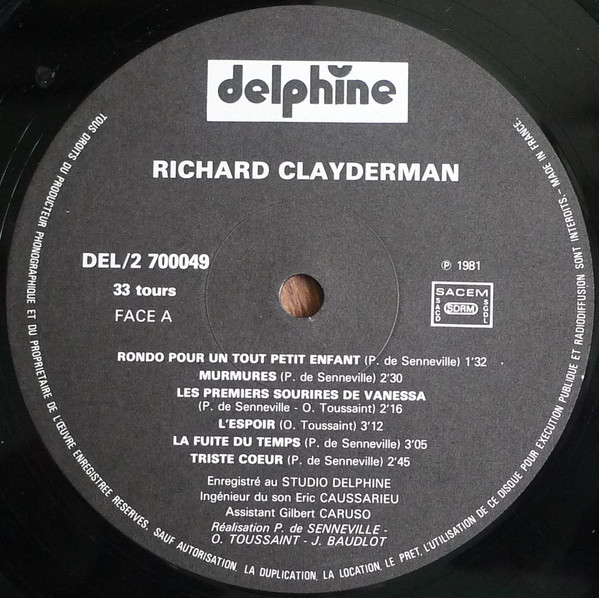 delphine
RICHARD CLAYDERMAN
DEL/2 700049
33 tours
FACE A
℗ 1981
SACEM
SACD
SDRM
SGDL
RONDO POUR UN TOUT PETIT ENFANT (P. de Senneville) 1'32
MURMURES (P. de Senneville) 2'30
LES PREMIERS SOURIRES DE VANESSA
(P. de Senneville - O. Toussaint) 2'16
L'ESPOIR (O. Toussaint) 3'12
LA FUITE DU TEMPS (P. de Senneville) 3'05
TRISTE COEUR (P. de Senneville) 2'45
Enregistré au STUDIO DELPHINE
Ingénieur du son Eric CAUSSARIEU
Assistant Gilbert CARUSO
Réalisation P. de SENNEVILLE -
O. TOUSSAINT - J. BAUDLOT
TOUS DROITS DU PRODUCTEUR PHONOGRAPHIQUE ET DU PROPRIETAIRE DE L'ŒUVRE ENREGISTREE RESERVES. SAUF AUTORISATION, LA DUPLICATION, LA LOCATION, LE PRET, L'UTILISATION DE CE DISQUE POUR EXECUTION PUBLIQUE ET RADIODIFFUSION SONT INTERDITS. - MADE IN FRANCE.